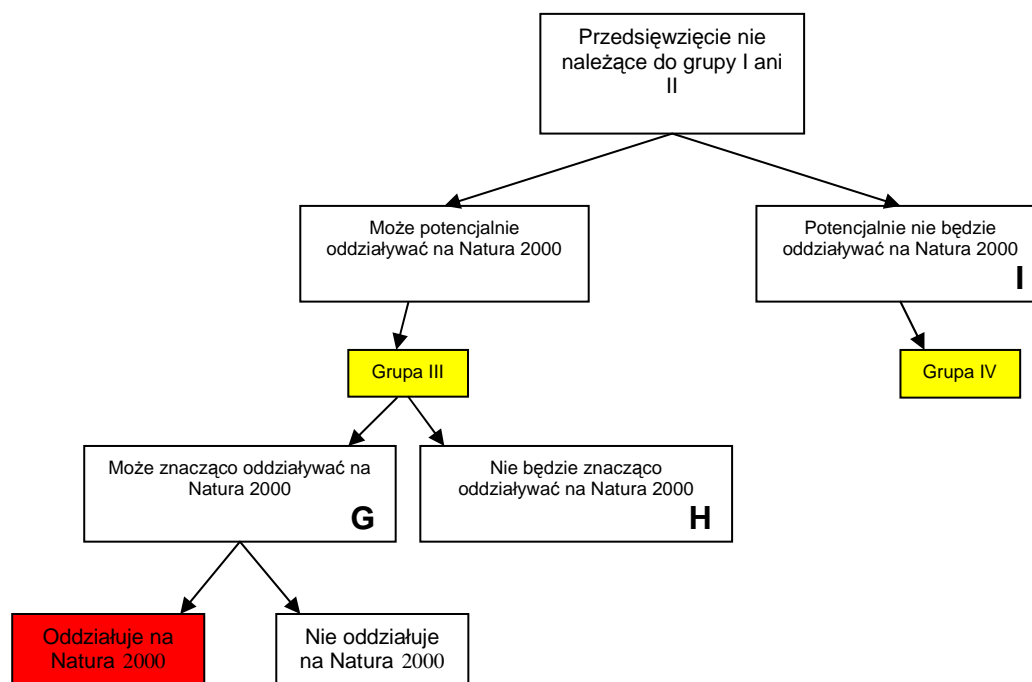 Przedsięwzięcie nie
należące do grupy I ani
II
Może potencjalnie
oddziaływać na Natura 2000
Potencjalnie nie będzie
oddziaływać na Natura 2000
I
Grupa III
Grupa IV
Może znacząco oddziaływać na
Natura 2000
G
Nie będzie znacząco
oddziaływać na Natura 2000
H
Oddziałuje na
Natura 2000
Nie oddziałuje
na Natura 2000